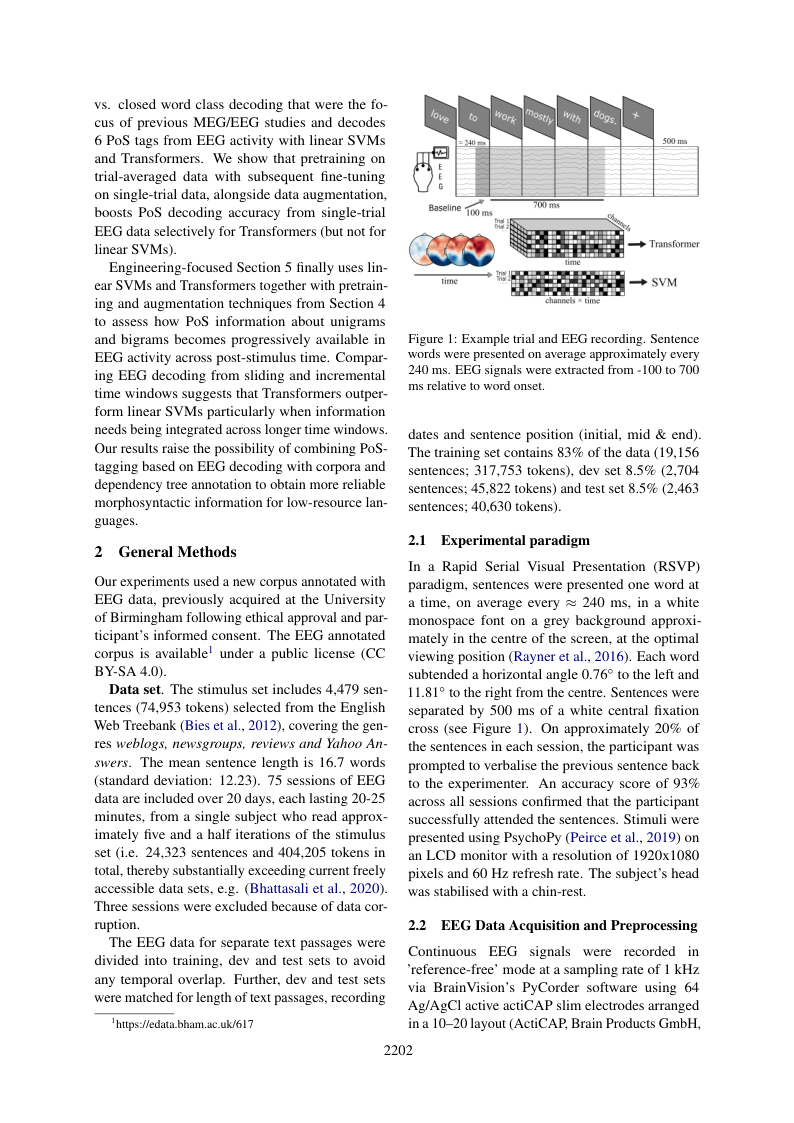 vs. closed word class decoding that were the fo-
cus of previous MEG/EEG studies and decodes
6 PoS tags from EEG activity with linear SVMs
and Transformers. We show that pretraining on
trial-averaged data with subsequent fine-tuning
on single-trial data, alongside data augmentation,
boosts PoS decoding accuracy from single-trial
EEG data selectively for Transformers (but not for
linear SVMs).
Engineering-focused Section 5 finally uses lin-
ear SVMs and Transformers together with pretrain-
ing and augmentation techniques from Section 4
to assess how PoS information about unigrams
and bigrams becomes progressively available in
EEG activity across post-stimulus time. Compar-
ing EEG decoding from sliding and incremental
time windows suggests that Transformers outper-
form linear SVMs particularly when information
needs being integrated across longer time windows.
Our results raise the possibility of combining PoS-
tagging based on EEG decoding with corpora and
dependency tree annotation to obtain more reliable
morphosyntactic information for low-resource lan-
guages.
2 General Methods
Our experiments used a new corpus annotated with
EEG data, previously acquired at the University
of Birmingham following ethical approval and par-
ticipant's informed consent. The EEG annotated
corpus is available1 under a public license (CC
BY-SA 4.0).
Data set. The stimulus set includes 4,479 sen-
tences (74,953 tokens) selected from the English
Web Treebank (Bies et al., 2012), covering the gen-
res weblogs, newsgroups, reviews and Yahoo An-
swers. The mean sentence length is 16.7 words
(standard deviation: 12.23). 75 sessions of EEG
data are included over 20 days, each lasting 20-25
minutes, from a single subject who read approx-
imately five and a half iterations of the stimulus
set (i.e. 24,323 sentences and 404,205 tokens in
total, thereby substantially exceeding current freely
accessible data sets, e.g. (Bhattasali et al., 2020).
Three sessions were excluded because of data cor-
ruption.
The EEG data for separate text passages were
divided into training, dev and test sets to avoid
any temporal overlap. Further, dev and test sets
were matched for length of text passages, recording
1https://edata.bham.ac.uk/617
love to work mostly with dogs. +
≈ 240 ms
500 ms
E
E
G
Baseline
100 ms
700 ms
channels
Trial 1
Trial 2
Transformer
time
time
Trial 1
Trial 2
SVM
channels × time
Figure 1: Example trial and EEG recording. Sentence
words were presented on average approximately every
240 ms. EEG signals were extracted from -100 to 700
ms relative to word onset.
dates and sentence position (initial, mid & end).
The training set contains 83% of the data (19,156
sentences; 317,753 tokens), dev set 8.5% (2,704
sentences; 45,822 tokens) and test set 8.5% (2,463
sentences; 40,630 tokens).
2.1 Experimental paradigm
In a Rapid Serial Visual Presentation (RSVP)
paradigm, sentences were presented one word at
a time, on average every ≈ 240 ms, in a white
monospace font on a grey background approxi-
mately in the centre of the screen, at the optimal
viewing position (Rayner et al., 2016). Each word
subtended a horizontal angle 0.76° to the left and
11.81° to the right from the centre. Sentences were
separated by 500 ms of a white central fixation
cross (see Figure 1). On approximately 20% of
the sentences in each session, the participant was
prompted to verbalise the previous sentence back
to the experimenter. An accuracy score of 93%
across all sessions confirmed that the participant
successfully attended the sentences. Stimuli were
presented using PsychoPy (Peirce et al., 2019) on
an LCD monitor with a resolution of 1920x1080
pixels and 60 Hz refresh rate. The subject's head
was stabilised with a chin-rest.
2.2 EEG Data Acquisition and Preprocessing
Continuous EEG signals were recorded in
'reference-free' mode at a sampling rate of 1 kHz
via BrainVision's PyCorder software using 64
Ag/AgCl active actiCAP slim electrodes arranged
in a 10–20 layout (ActiCAP, Brain Products GmbH,
2202